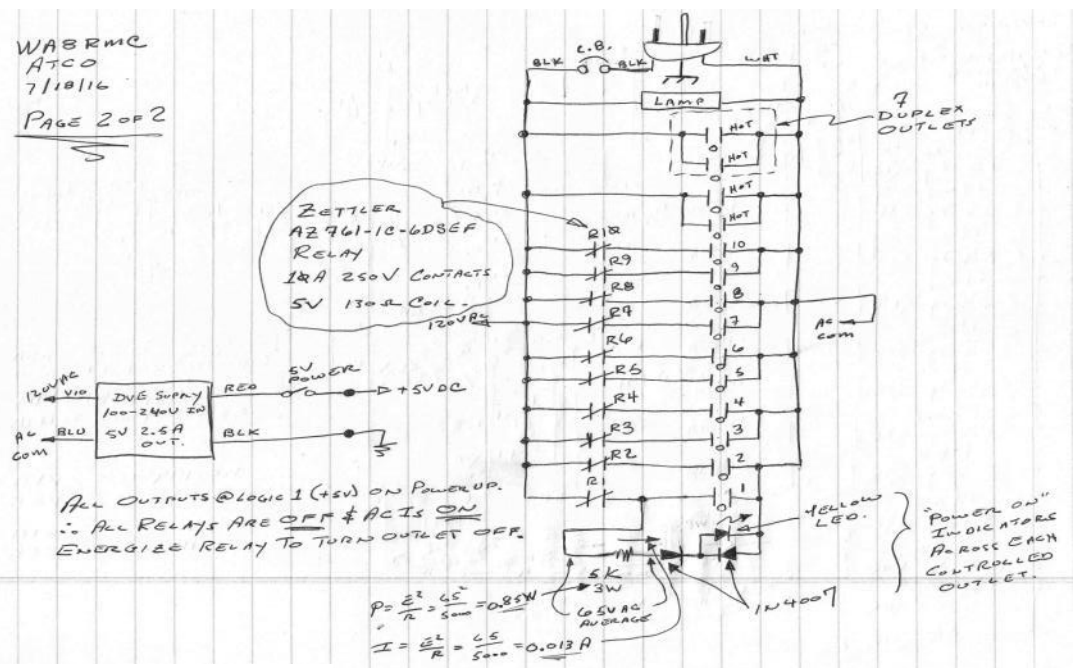 WA8RMC
ATCO
7/18/16
PAGE 2 OF 2
C.B.
BLK
BLK
WHT
LAMP
7
DUPLEX
OUTLETS
HOT
HOT
HOT
HOT
ZETTLER
AZ761-1C-6DSEF
RELAY
10A 250V CONTACTS
5V 130Ω COIL.
R10
10
R9
9
R8
8
R7
7
120VAC
AC
COM
R6
6
R5
5
R4
4
R3
3
R2
2
R1
1
120VAC
VIO
AC
COM
BLU
DVE SUPPLY
100-240V IN
5V 2.5A
OUT.
RED
BLK
5V
POWER
+5VDC
ALL OUTPUTS @ LOGIC 1 (+5V) ON POWER UP.
∴ ALL RELAYS ARE OFF & AC IS ON
ENERGIZE RELAY TO TURN OUTLET OFF.
YELLOW
LED.
"POWER ON"
INDICATORS
ACROSS EACH
CONTROLLED
OUTLET.
5K
3W
65VAC
AVERAGE
1N4007
P = E²/R = 65²/5000 = 0.85W
I = E²/R = 65/5000 = 0.013A